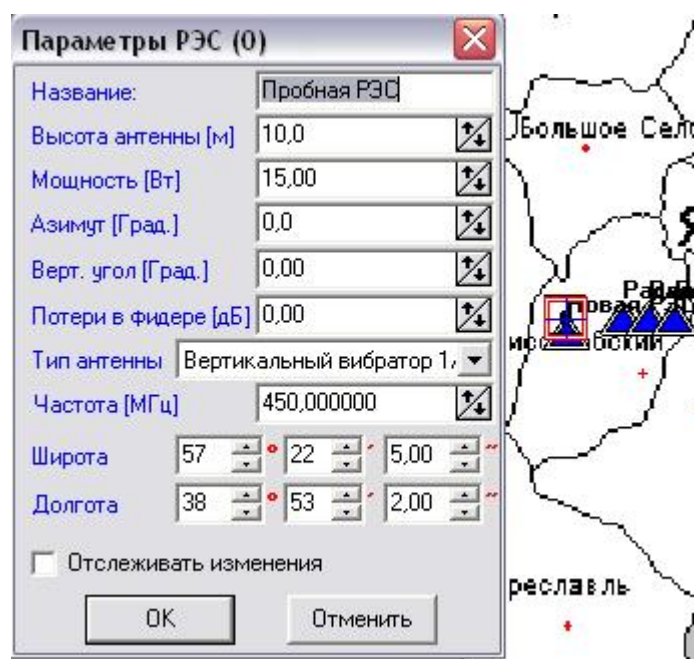 Параметры РЭС (0)
Название: Пробная РЭС
Высота антенны [м] 10,0
Мощность [Вт] 15,00
Азимут [Град.] 0,0
Верт. угол [Град.] 0,00
Потери в фидере [дБ] 0,00
Тип антенны Вертикальный вибратор 1
Частота [МГц] 450,000000
Широта 57 ° 22 ′ 5,00 ″
Долгота 38 ° 53 ′ 2,00 ″
Отслеживать изменения
OK Отменить
Большое Село
реславль